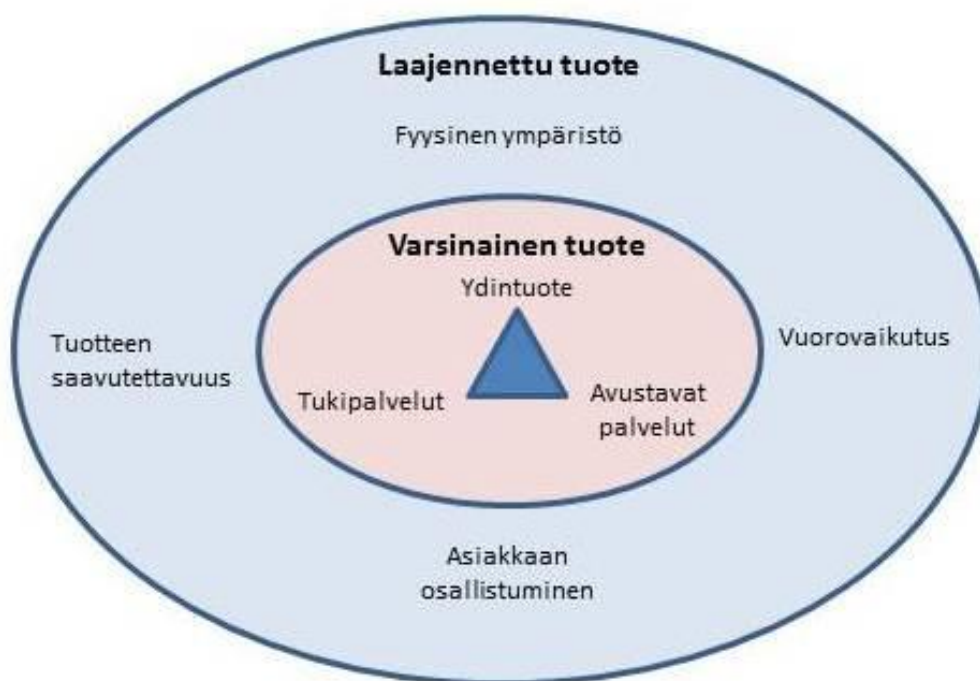 Laajennettu tuote
Fyysinen ympäristö
Varsinainen tuote
Ydintuote
Tuotteen
saavutettavuus
Vuorovaikutus
Tukipalvelut
Avustavat
palvelut
Asiakkaan
osallistuminen